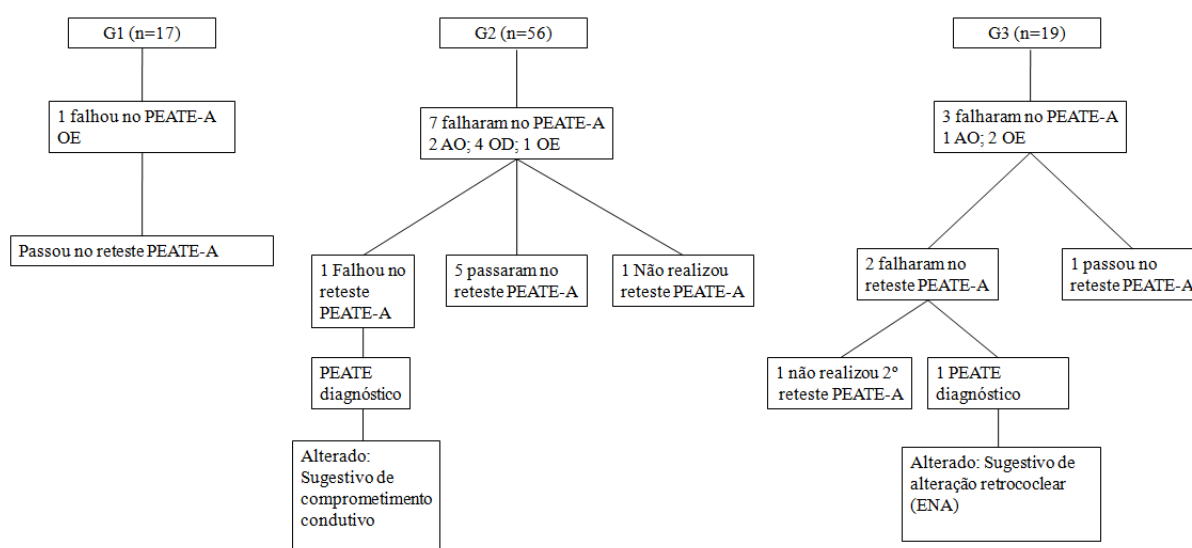 G1 (n=17)
1 falhou no PEATE-A
OE
Passou no reteste PEATE-A
G2 (n=56)
7 falharam no PEATE-A
2 AO; 4 OD; 1 OE
1 Falhou no
reteste
PEATE-A
5 passaram no
reteste PEATE-A
1 Não realizou
reteste PEATE-A
PEATE
diagnóstico
Alterado:
Sugestivo de
comprometimento
condutivo
G3 (n=19)
3 falharam no PEATE-A
1 AO; 2 OE
2 falharam no
reteste PEATE-A
1 passou no
reteste PEATE-A
1 não realizou 2º
reteste PEATE-A
1 PEATE
diagnóstico
Alterado: Sugestivo de
alteração retrococlear
(ENA)